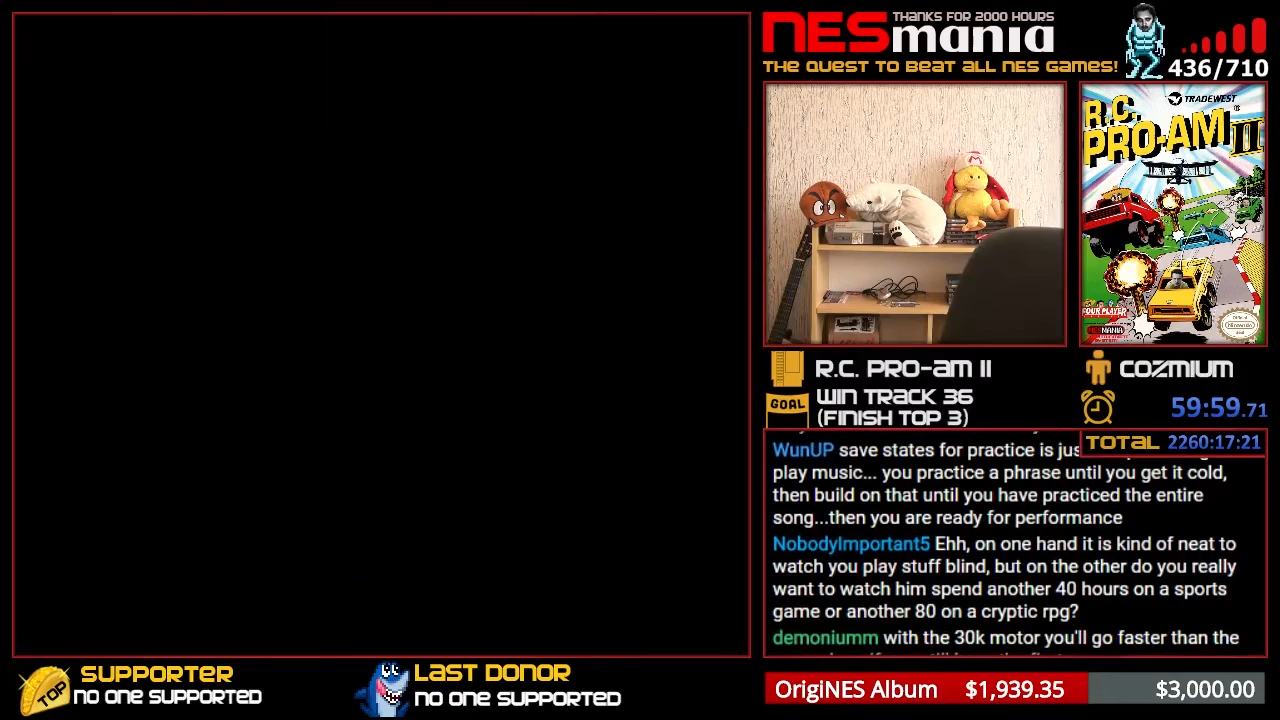 NESmania
THANKS FOR 2000 HOURS
THE QUEST TO BEAT ALL NES GAMES!
436/710
TRADEWEST
R.C.
PRO-AM II
FOUR PLAYER
R.C. PRO-AM II
COZMIUM
GOAL
WIN TRACK 36
(FINISH TOP 3)
59:59.71
TOTAL 2260:17:21
WunUP save states for practice is jus
play music... you practice a phrase until you get it cold,
then build on that until you have practiced the entire
song...then you are ready for performance
NobodyImportant5 Ehh, on one hand it is kind of neat to
watch you play stuff blind, but on the other do you really
want to watch him spend another 40 hours on a sports
game or another 80 on a cryptic rpg?
demoniumm with the 30k motor you'll go faster than the
TOP
SUPPORTER
NO ONE SUPPORTED
LAST DONOR
NO ONE SUPPORTED
OrigiNES Album $1,939.35 $3,000.00